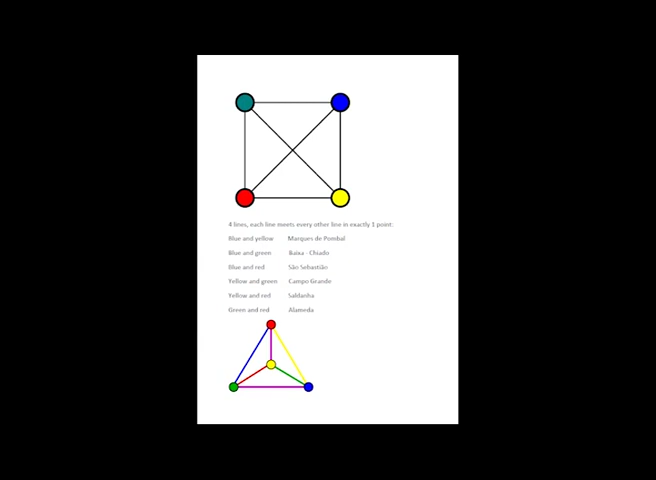 4 lines, each line meets every other line in exactly 1 point:
Blue and yellow Marques de Pombal
Blue and green Baixa - Chiado
Blue and red São Sebastião
Yellow and green Campo Grande
Yellow and red Saldanha
Green and red Alameda